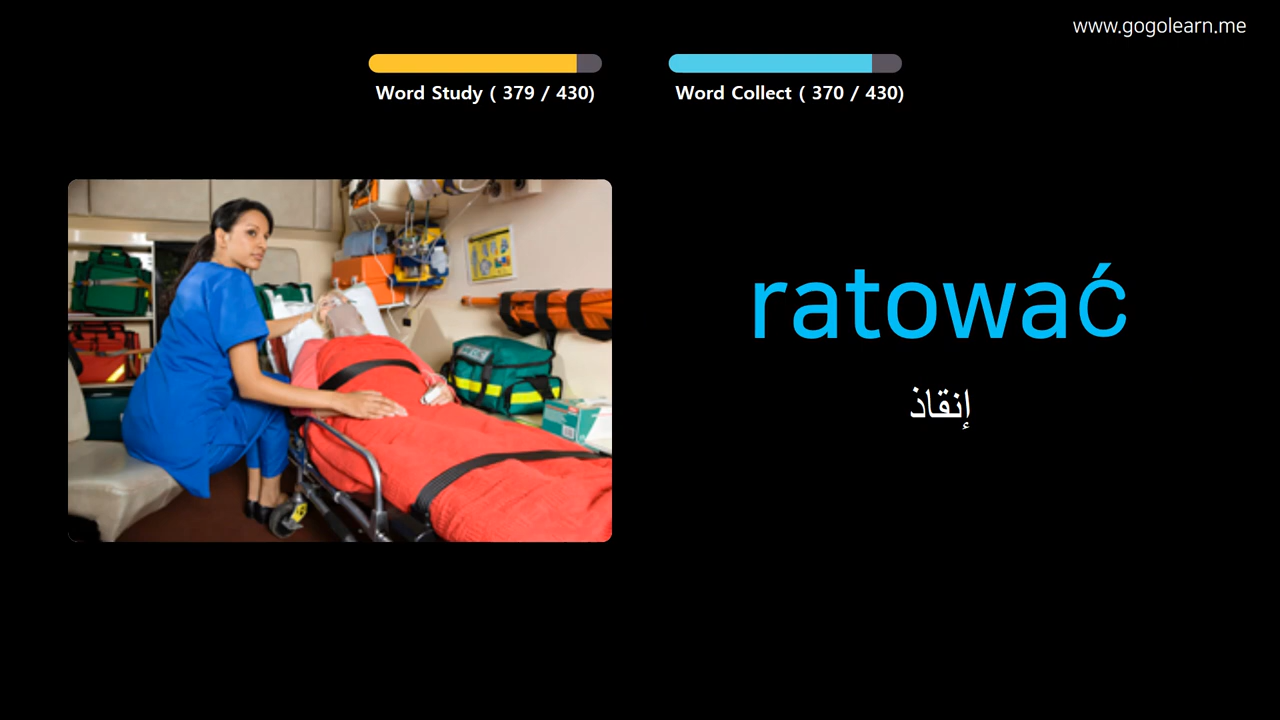 www.gogolearn.me
Word Study ( 379 / 430)
Word Collect ( 370 / 430)
ratować
إنقاذ